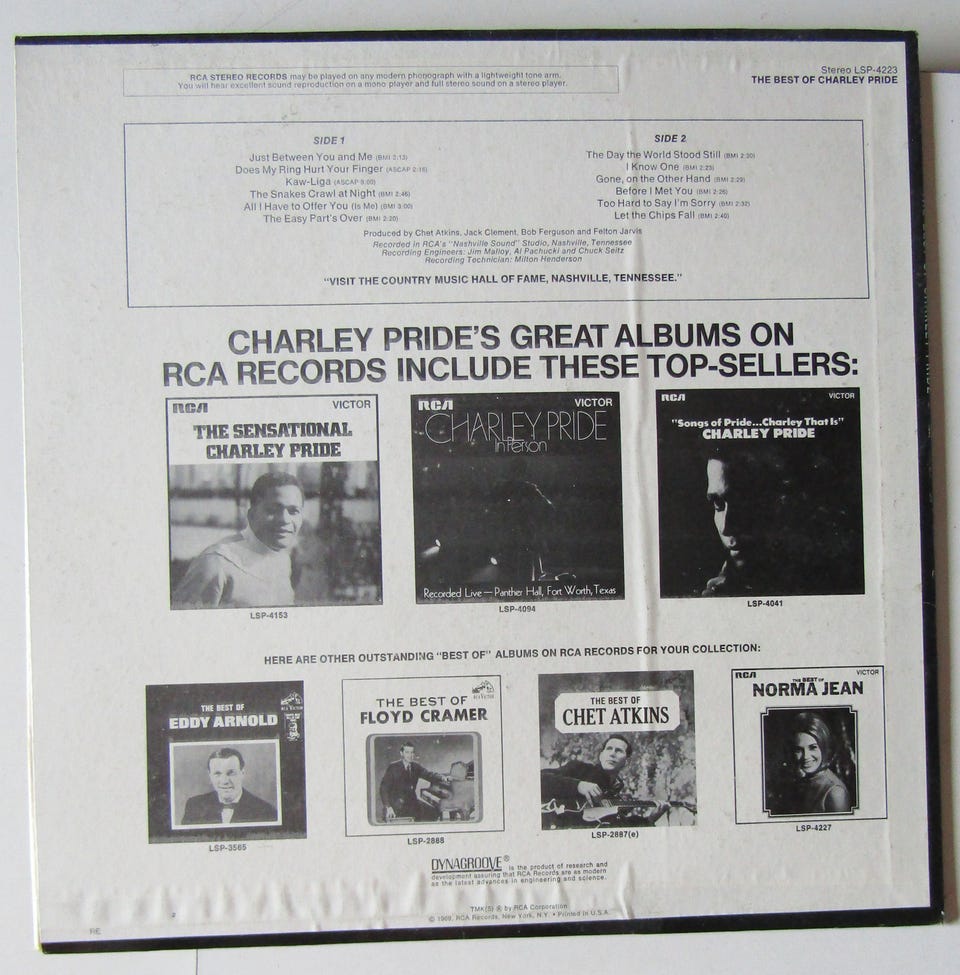 RCA STEREO RECORDS may be played on any modern phonograph with a lightweight tone arm.
You will hear excellent sound reproduction on a mono player and full stereo sound on a stereo player.
Stereo LSP-4223
THE BEST OF CHARLEY PRIDE
SIDE 1
Just Between You and Me (BMI 2:13)
Does My Ring Hurt Your Finger (ASCAP 2:16)
Kaw-Liga (ASCAP 3:00)
The Snakes Crawl at Night (BMI 2:46)
All I Have to Offer You (Is Me) (BMI 3:00)
The Easy Part's Over (BMI 2:20)
SIDE 2
The Day the World Stood Still (BMI 2:30)
I Know One (BMI 2:23)
Gone, on the Other Hand (BMI 2:29)
Before I Met You (BMI 2:26)
Too Hard to Say I'm Sorry (BMI 2:32)
Let the Chips Fall (BMI 2:40)
Produced by Chet Atkins, Jack Clement, Bob Ferguson and Felton Jarvis
Recorded in RCA's "Nashville Sound" Studio, Nashville, Tennessee
Recording Engineers: Jim Malloy, Al Pachucki and Chuck Seitz
Recording Technician: Milton Henderson
"VISIT THE COUNTRY MUSIC HALL OF FAME, NASHVILLE, TENNESSEE."
CHARLEY PRIDE'S GREAT ALBUMS ON
RCA RECORDS INCLUDE THESE TOP-SELLERS:
RCA VICTOR
THE SENSATIONAL
CHARLEY PRIDE
LSP-4153
RCA VICTOR
CHARLEY PRIDE
In Person
Recorded Live — Panther Hall, Fort Worth, Texas
LSP-4094
RCA VICTOR
"Songs of Pride...Charley That Is"
CHARLEY PRIDE
LSP-4041
HERE ARE OTHER OUTSTANDING "BEST OF" ALBUMS ON RCA RECORDS FOR YOUR COLLECTION:
RCA VICTOR
THE BEST OF
EDDY ARNOLD
LSP-3565
RCA VICTOR
THE BEST OF
FLOYD CRAMER
LSP-2888
THE BEST OF
CHET ATKINS
LSP-2887(e)
RCA VICTOR
THE BEST OF
NORMA JEAN
LSP-4227
DYNAGROOVE® is the product of research and
development assuring that RCA Records are as modern
as the latest advances in engineering and science.
TMK(S) ® by RCA Corporation
© 1969, RCA Records, New York, N.Y. • Printed in U.S.A.
RE